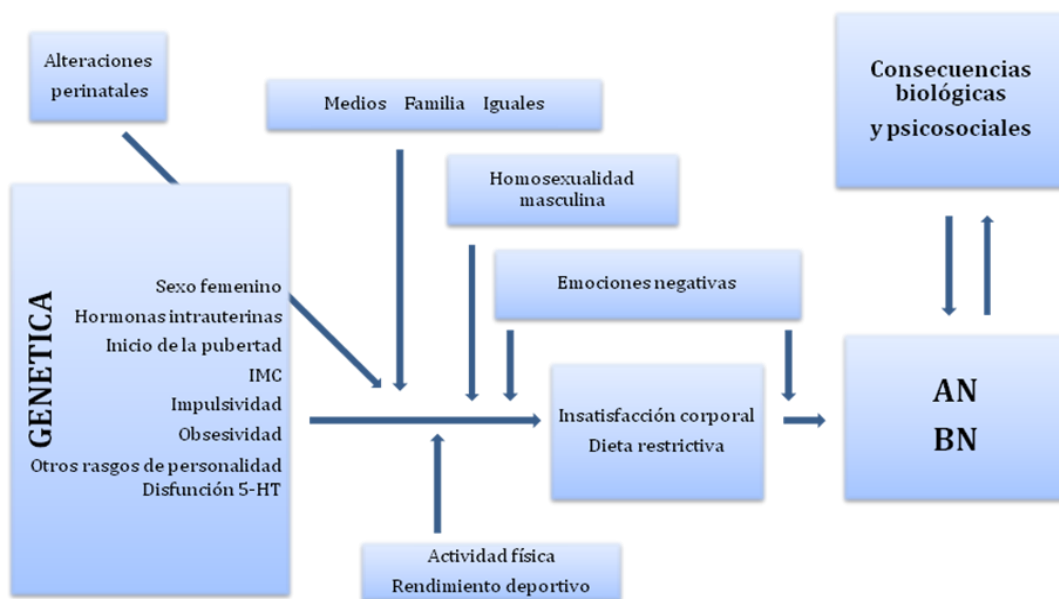 Alteraciones
perinatales
Medios Familia Iguales
Consecuencias
biológicas
y psicosociales
Homosexualidad
masculina
Emociones negativas
GENETICA
Sexo femenino
Hormonas intrauterinas
Inicio de la pubertad
IMC
Impulsividad
Obsesividad
Otros rasgos de personalidad
Disfunción 5-HT
Insatisfacción corporal
Dieta restrictiva
AN
BN
Actividad física
Rendimiento deportivo